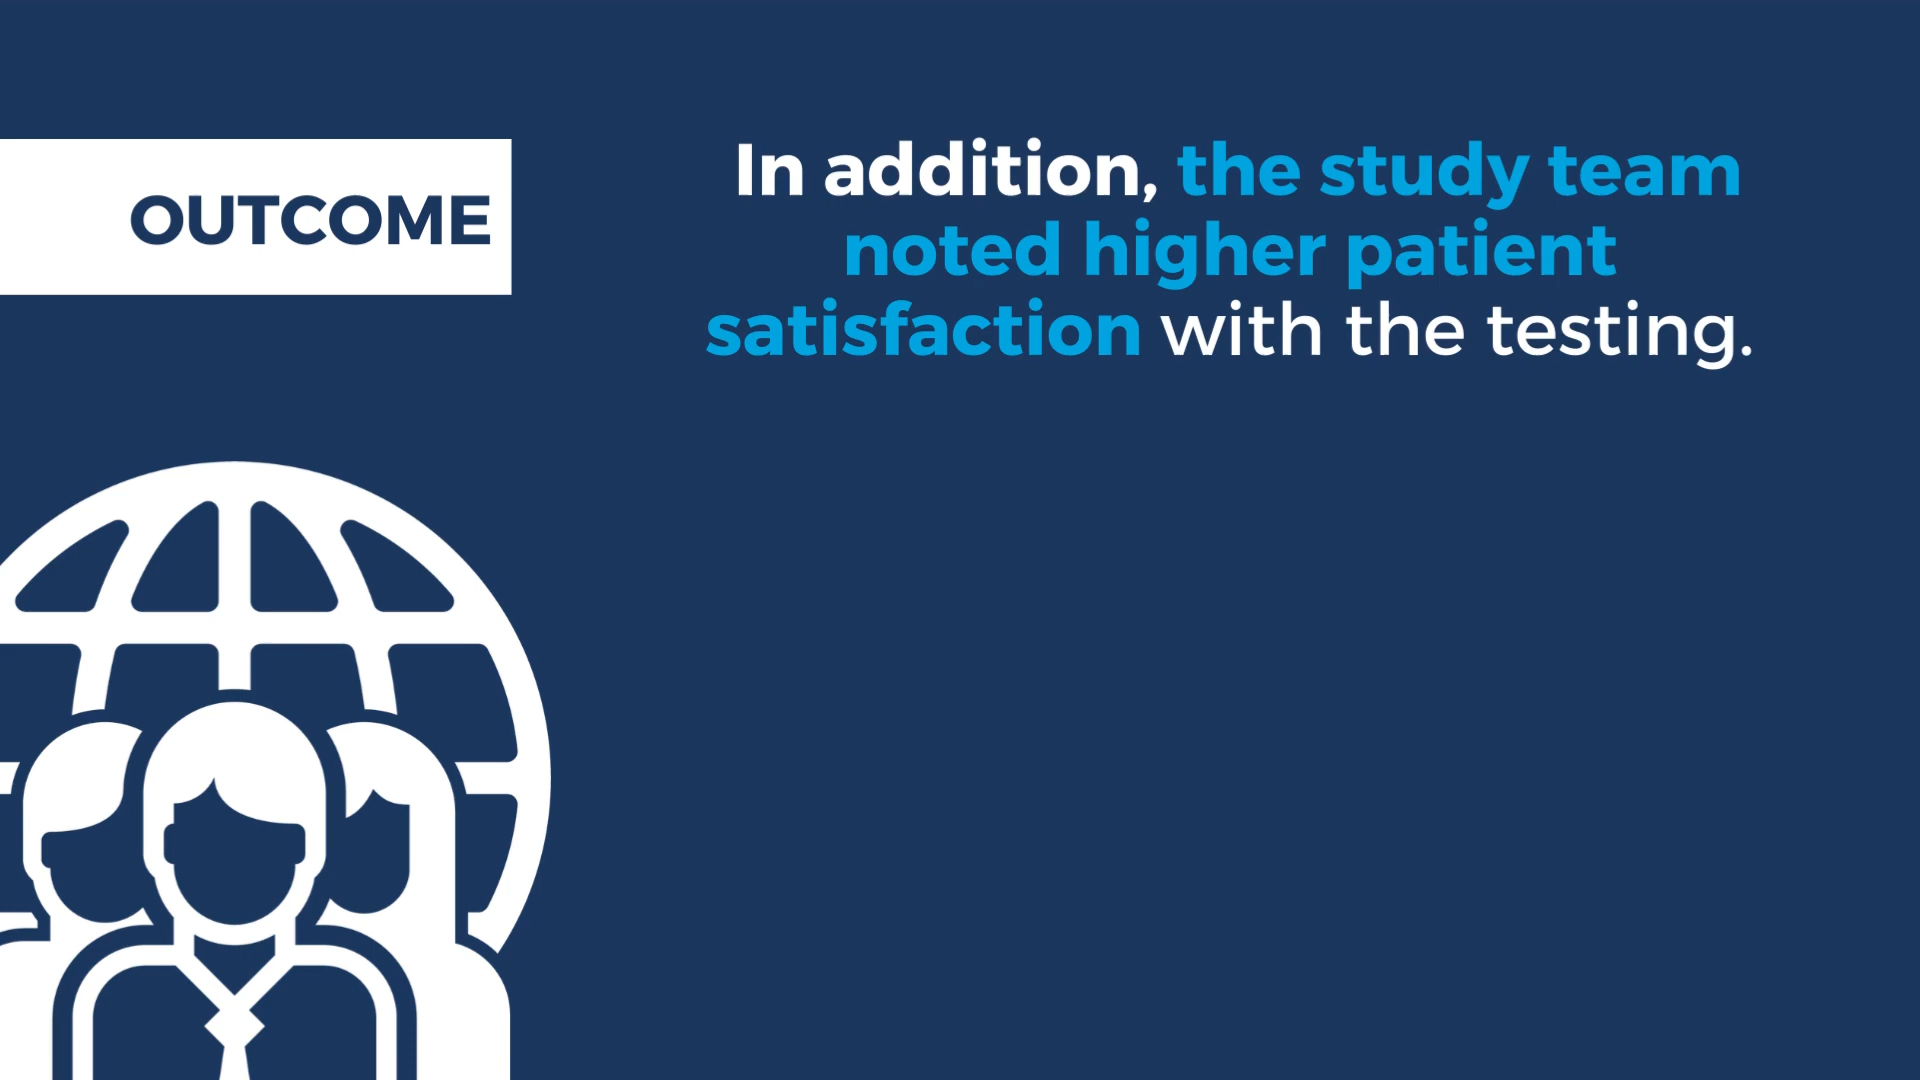 OUTCOME
In addition, the study team
noted higher patient
satisfaction with the testing.